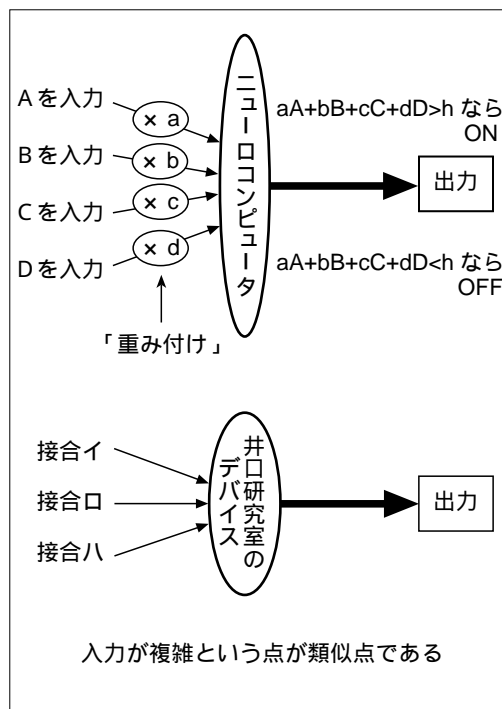 Aを入力
× a
Bを入力
× b
Cを入力
× c
Dを入力
× d
「重み付け」
ニューロコンピュータ
aA+bB+cC+dD>h なら
ON
出力
aA+bB+cC+dD<h なら
OFF
接合イ
接合ロ
接合ハ
井口研究室の
デバイス
出力
入力が複雑という点が類似点である